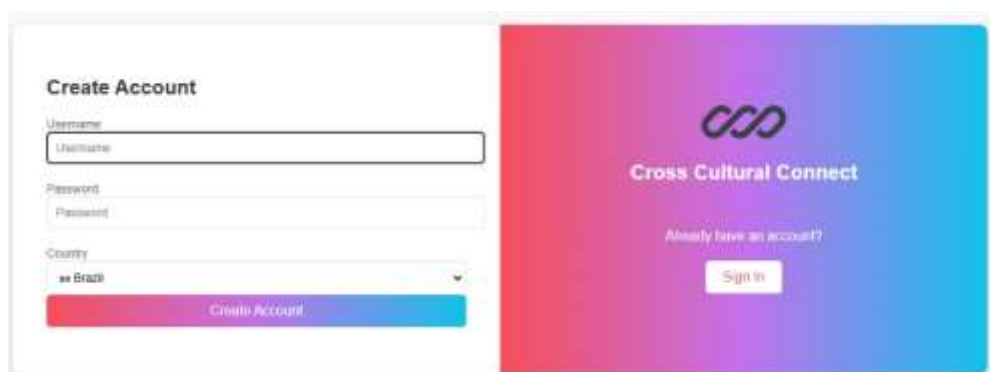 Create Account
Username
Username
Password
Password
Country
Brazil
Create Account
Cross Cultural Connect
Already have an account?
Sign In